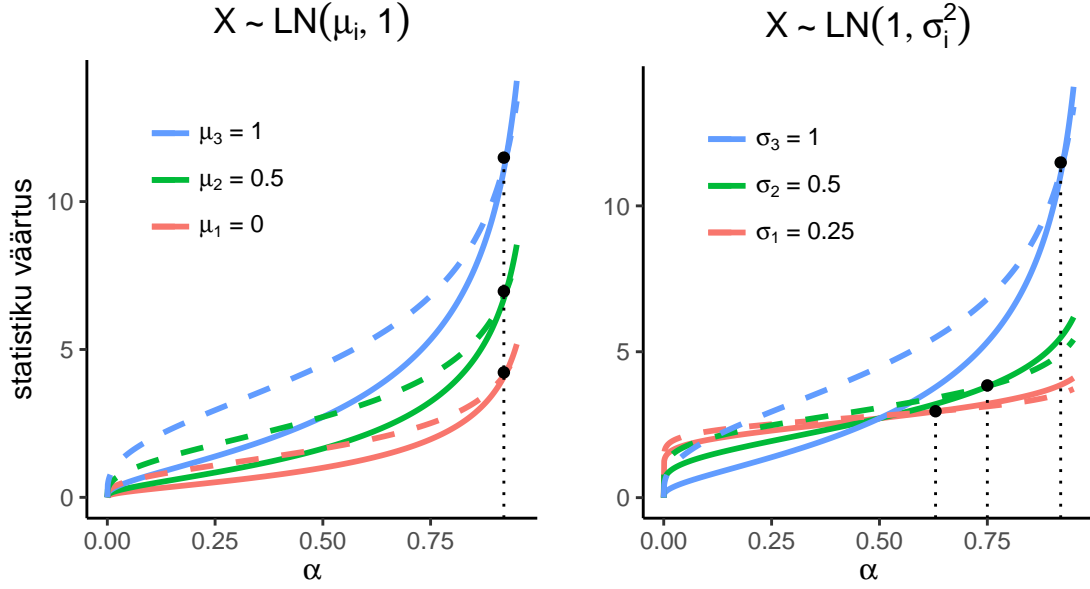 X ~ LN(μᵢ, 1)
statistiku väärtus
μ₃ = 1
μ₂ = 0.5
μ₁ = 0
10
5
0
0.00 0.25 0.50 0.75
α
X ~ LN(1, σᵢ²)
σ₃ = 1
σ₂ = 0.5
σ₁ = 0.25
10
5
0
0.00 0.25 0.50 0.75
α